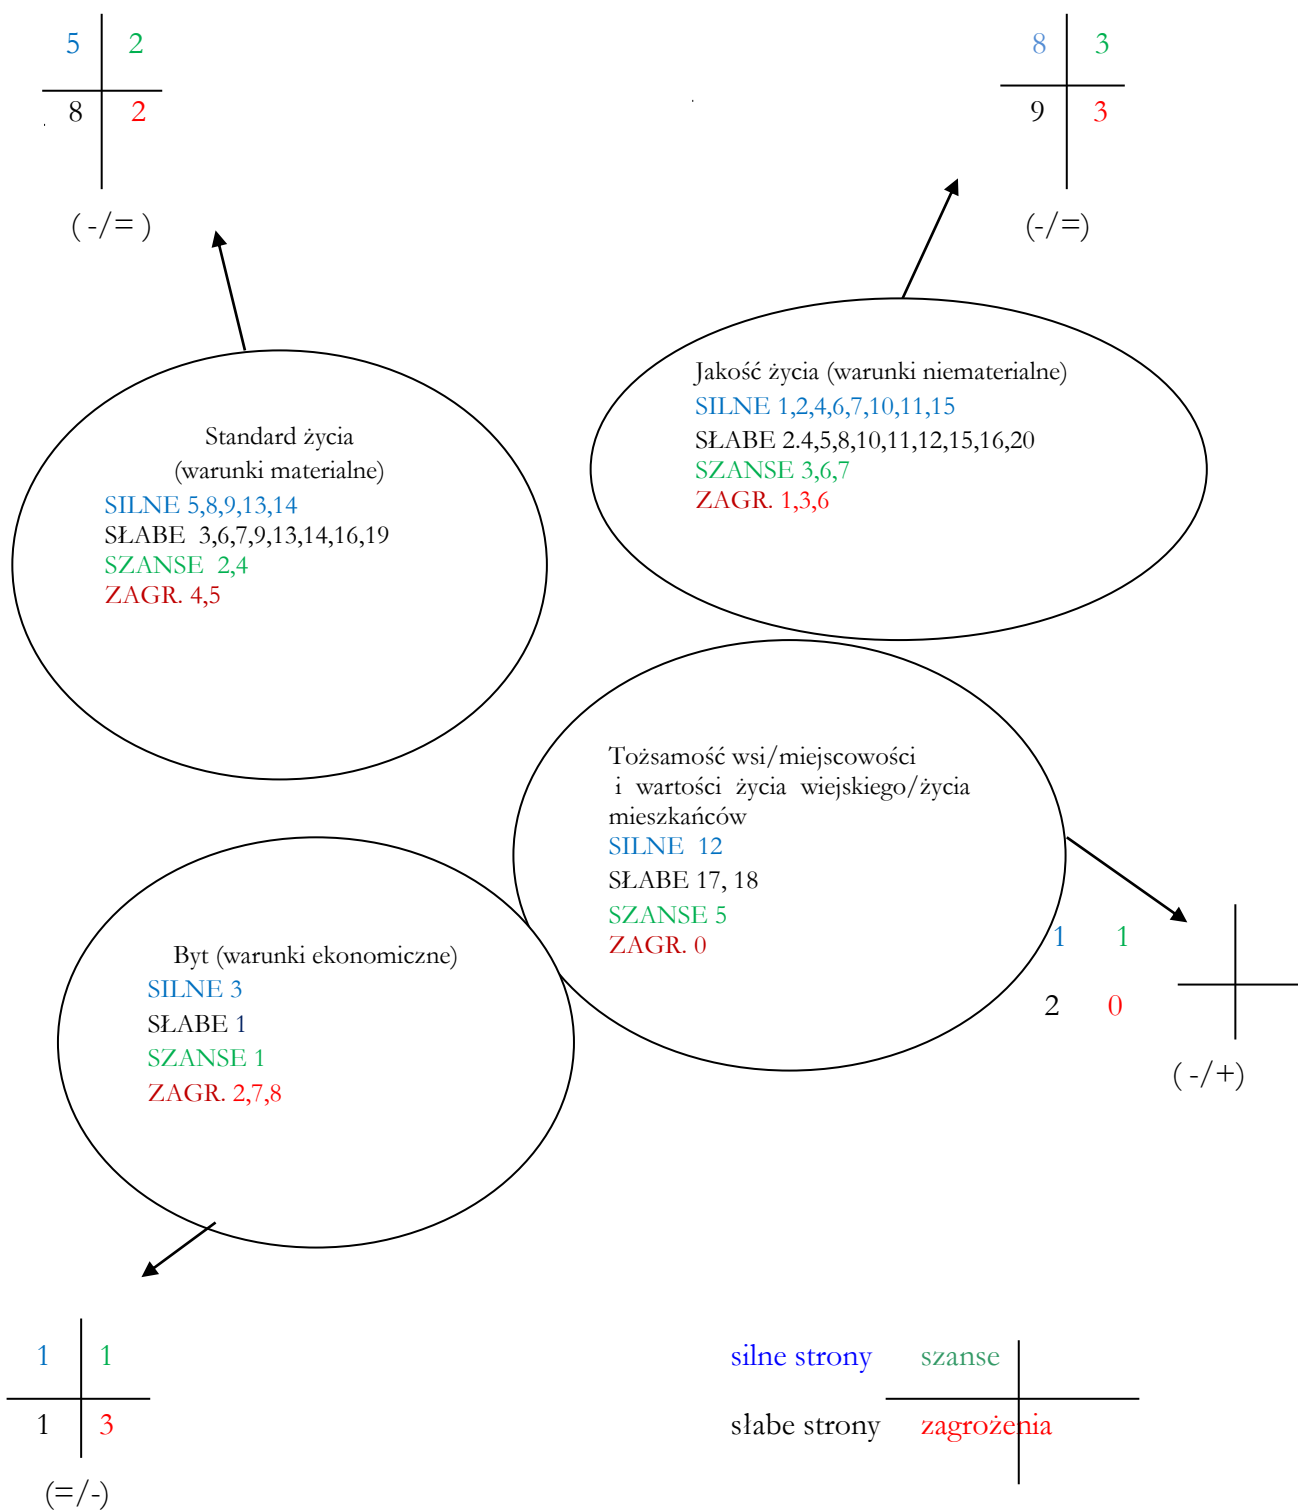 5 2
8 2
( -/= )
8 3
9 3
(-/=)
Standard życia
(warunki materialne)
SILNE 5,8,9,13,14
SŁABE 3,6,7,9,13,14,16,19
SZANSE 2,4
ZAGR. 4,5
Jakość życia (warunki niematerialne)
SILNE 1,2,4,6,7,10,11,15
SŁABE 2.4,5,8,10,11,12,15,16,20
SZANSE 3,6,7
ZAGR. 1,3,6
Tożsamość wsi/miejscowości
i wartości życia wiejskiego/życia
mieszkańców
SILNE 12
SŁABE 17, 18
SZANSE 5
ZAGR. 0
1 1
2 0
( -/+)
Byt (warunki ekonomiczne)
SILNE 3
SŁABE 1
SZANSE 1
ZAGR. 2,7,8
1 1
1 3
(=/-)
silne strony szanse
słabe strony zagrożenia